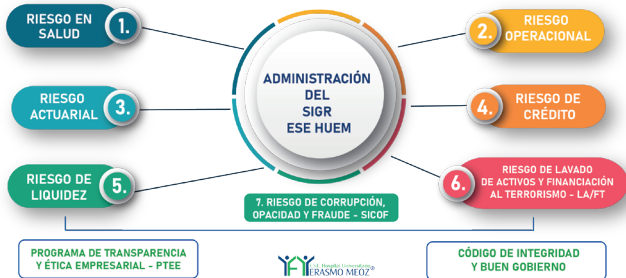 RIESGO EN
SALUD
1.
2.
RIESGO
OPERACIONAL
ADMINISTRACIÓN
DEL
SIGR
ESE HUEM
RIESGO
ACTUARIAL
3.
4.
RIESGO DE
CRÉDITO
RIESGO DE
LIQUIDEZ
5.
6.
RIESGO DE LAVADO
DE ACTIVOS Y FINANCIACIÓN
AL TERRORISMO - LA/FT
7. RIESGO DE CORRUPCIÓN,
OPACIDAD Y FRAUDE - SICOF
PROGRAMA DE TRANSPARENCIA
Y ÉTICA EMPRESARIAL - PTEE
E.S.E. Hospital Universitario
ERASMO MEOZ®
CÓDIGO DE INTEGRIDAD
Y BUEN GOBIERNO